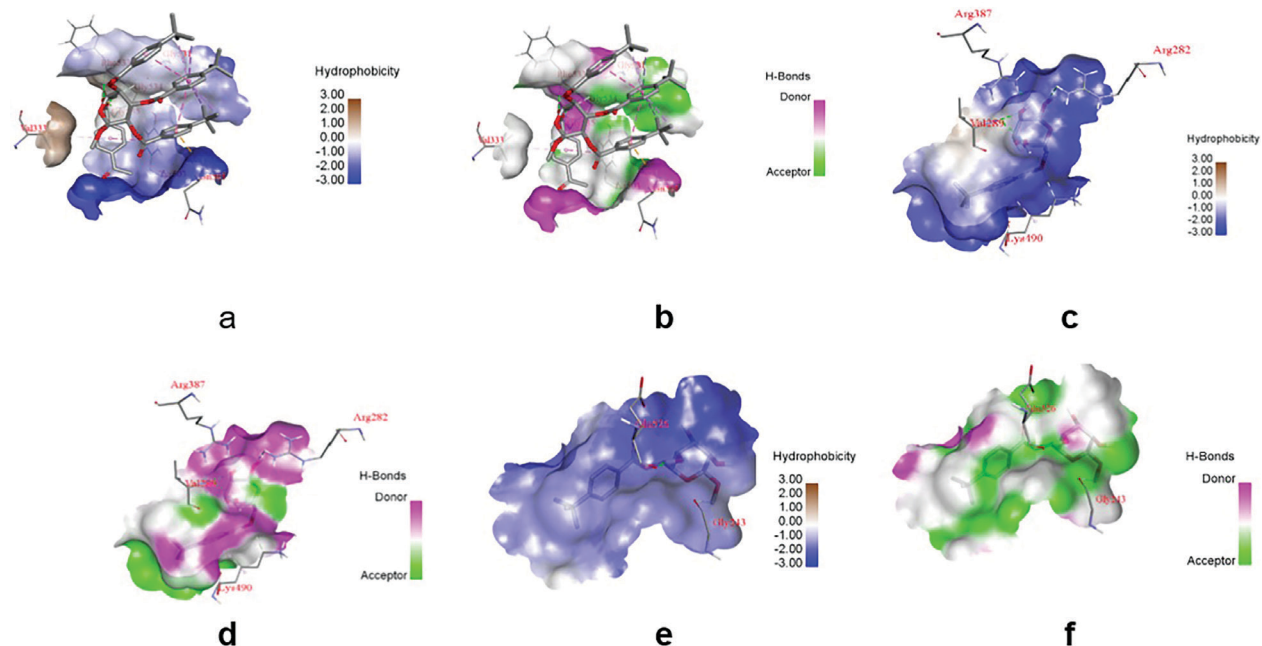 Hydrophobicity
3.00
2.00
1.00
0.00
-1.00
-2.00
-3.00
a
H-Bonds
Donor
Acceptor
b
Arg387
Arg282
Val289
Lys490
Hydrophobicity
3.00
2.00
1.00
0.00
-1.00
-2.00
-3.00
c
Arg387
Arg282
Lys490
H-Bonds
Donor
Acceptor
d
Gly243
Hydrophobicity
3.00
2.00
1.00
0.00
-1.00
-2.00
-3.00
e
Gly243
H-Bonds
Donor
Acceptor
f